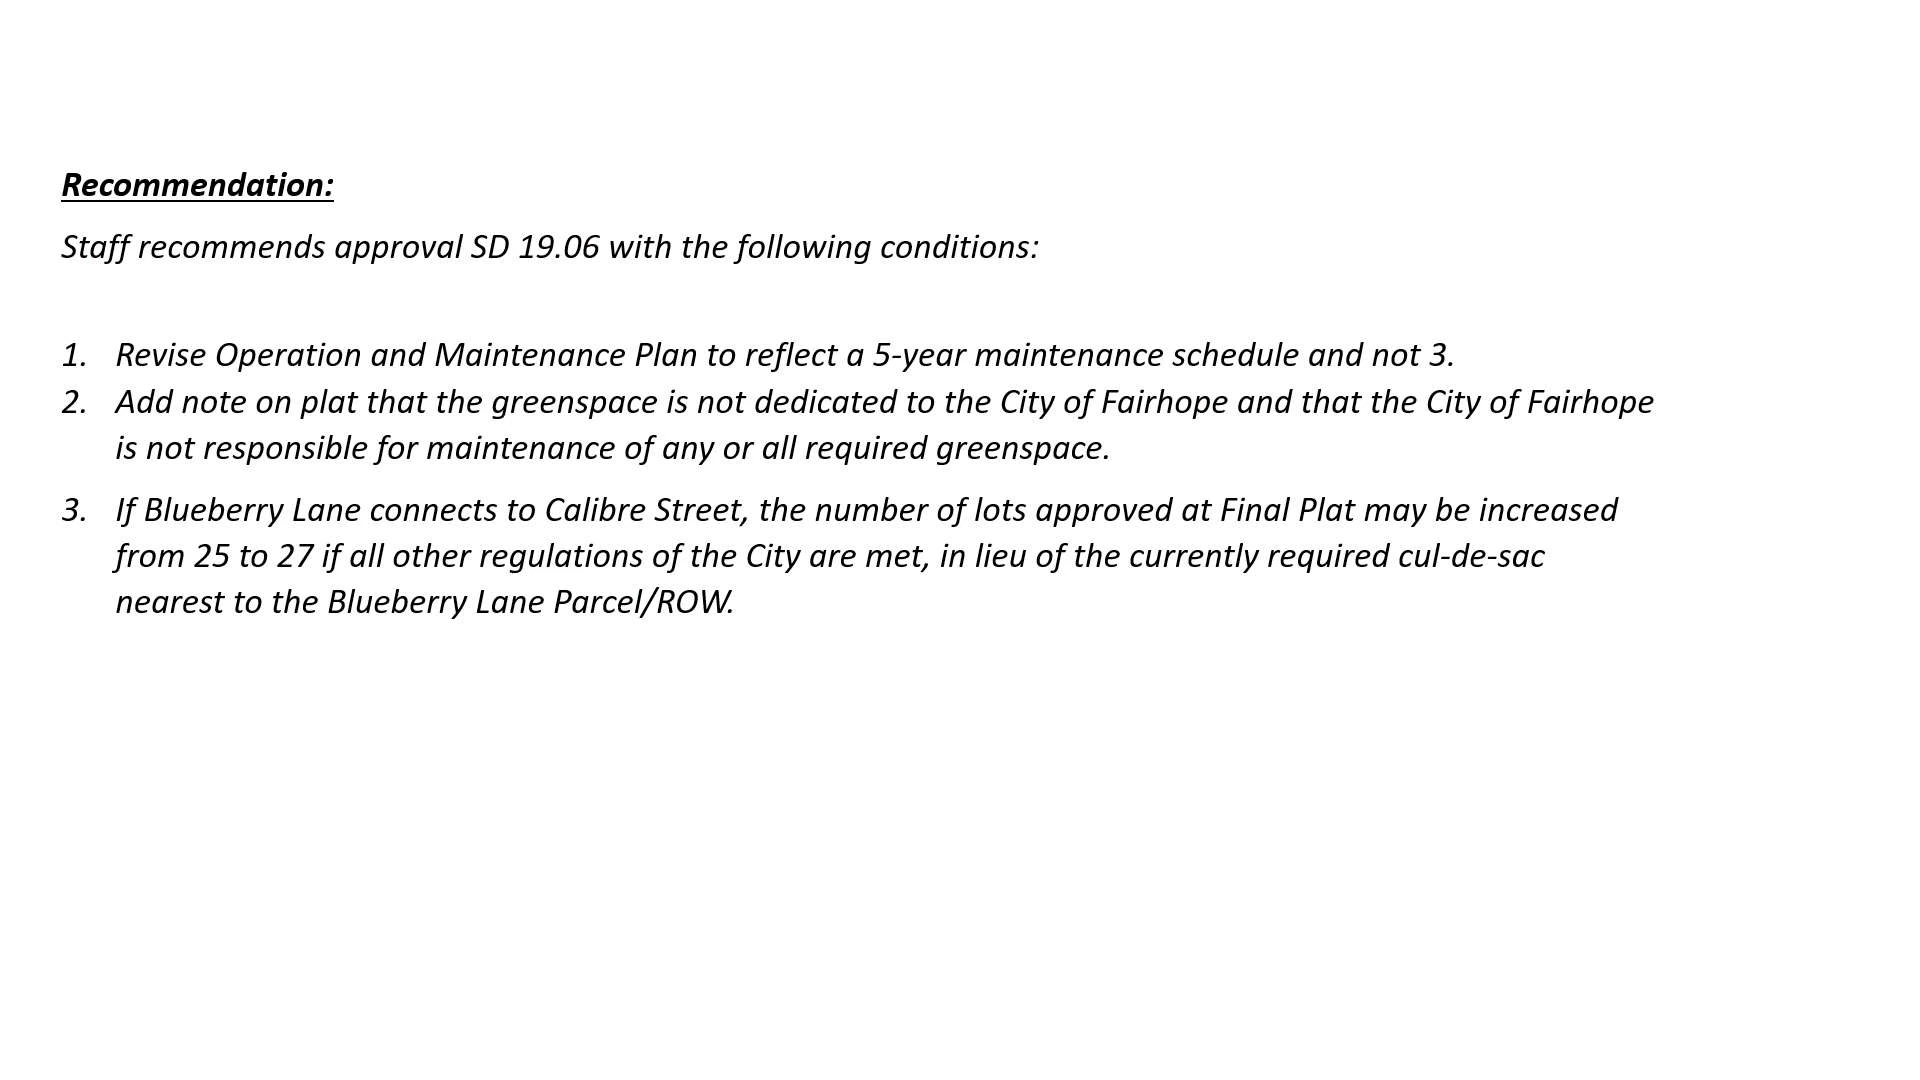 Recommendation:
Staff recommends approval SD 19.06 with the following conditions:
1. Revise Operation and Maintenance Plan to reflect a 5-year maintenance schedule and not 3.
2. Add note on plat that the greenspace is not dedicated to the City of Fairhope and that the City of Fairhope
is not responsible for maintenance of any or all required greenspace.
3. If Blueberry Lane connects to Calibre Street, the number of lots approved at Final Plat may be increased
from 25 to 27 if all other regulations of the City are met, in lieu of the currently required cul-de-sac
nearest to the Blueberry Lane Parcel/ROW.